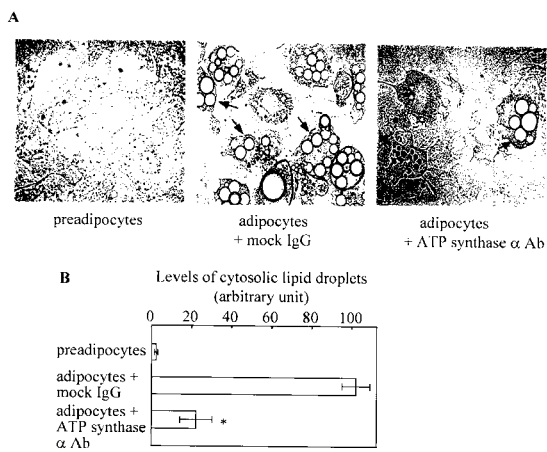 A
preadipocytes
adipocytes
+ mock IgG
adipocytes
+ ATP synthase α Ab
B
Levels of cytosolic lipid droplets
(arbitrary unit)
0 20 40 60 80 100
preadipocytes
adipocytes +
mock IgG
adipocytes +
ATP synthase
α Ab
*